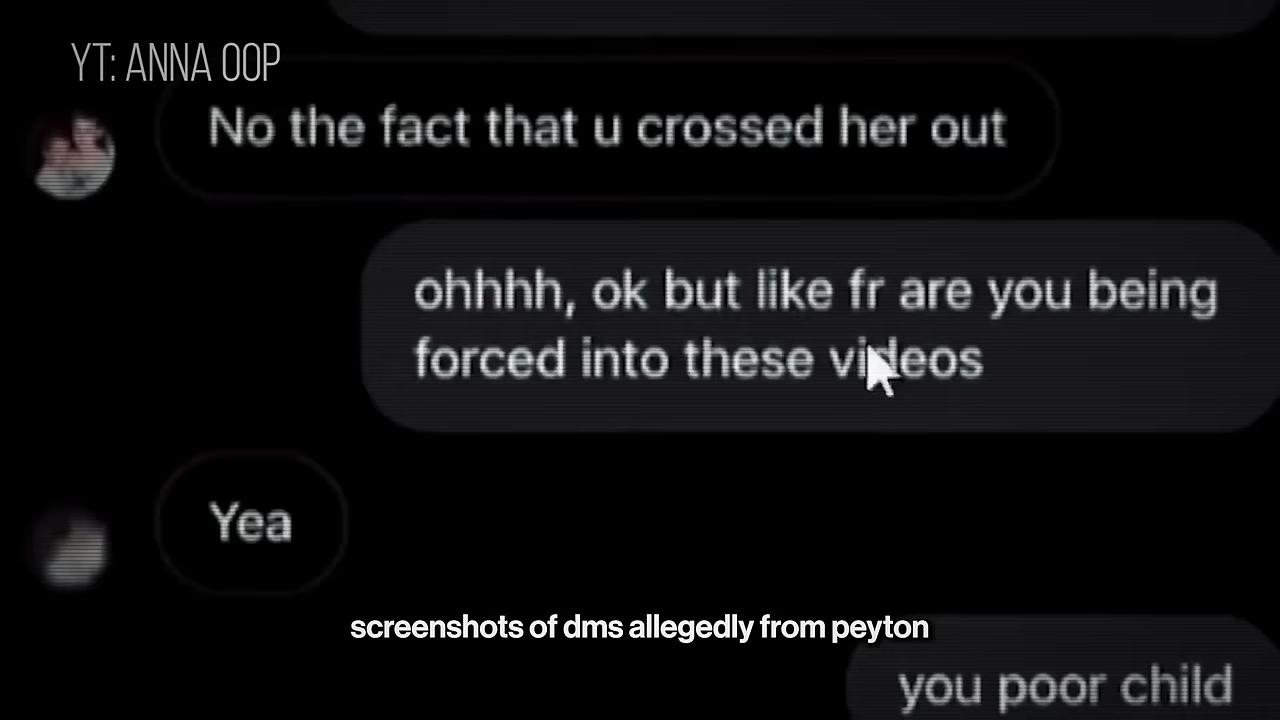 YT: ANNA OOP
No the fact that u crossed her out
ohhhh, ok but like fr are you being
forced into these videos
Yea
screenshots of dms allegedly from peyton
you poor child